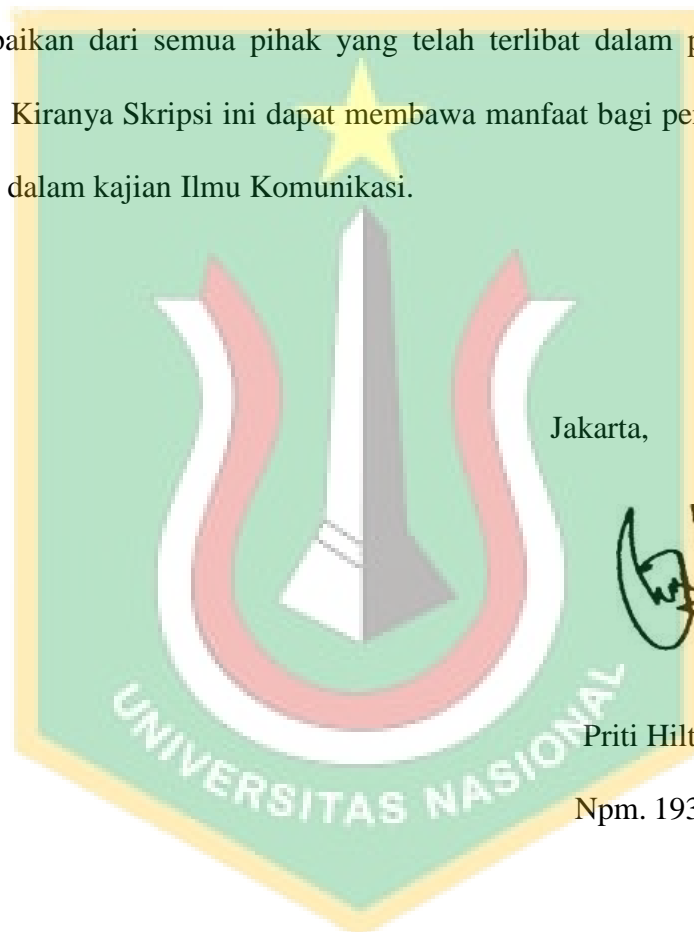 baikan dari semua pihak yang telah terlibat dalam p
Kiranya Skripsi ini dapat membawa manfaat bagi pe
dalam kajian Ilmu Komunikasi.
Jakarta,
Priti Hilt
Npm. 193
UNIVERSITAS NASIONAL